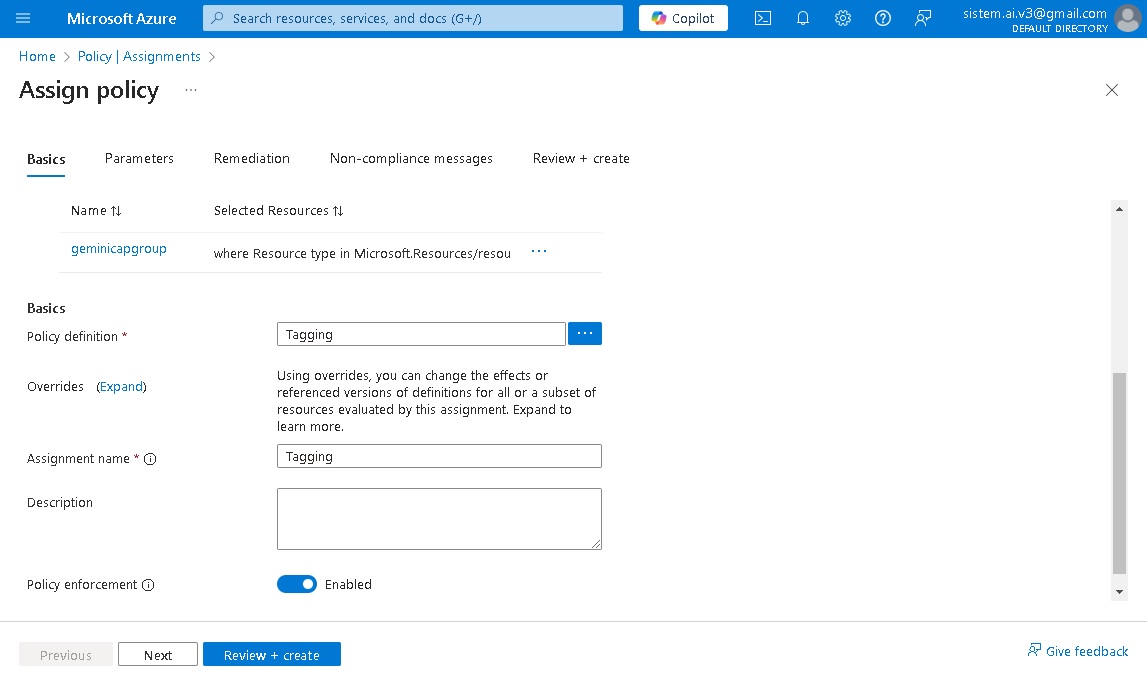 Microsoft Azure
Search resources, services, and docs (G+/)
Copilot
sistem.ai.v3@gmail.com
DEFAULT DIRECTORY
Home > Policy | Assignments >
Assign policy ...
Basics Parameters Remediation Non-compliance messages Review + create
Name ↑↓ Selected Resources ↑↓
geminicapgroup where Resource type in Microsoft.Resources/resou ...
Basics
Policy definition * Tagging ...
Overrides (Expand)
Using overrides, you can change the effects or
referenced versions of definitions for all or a subset of
resources evaluated by this assignment. Expand to
learn more.
Assignment name * Tagging
Description
Policy enforcement Enabled
Previous Next Review + create Give feedback